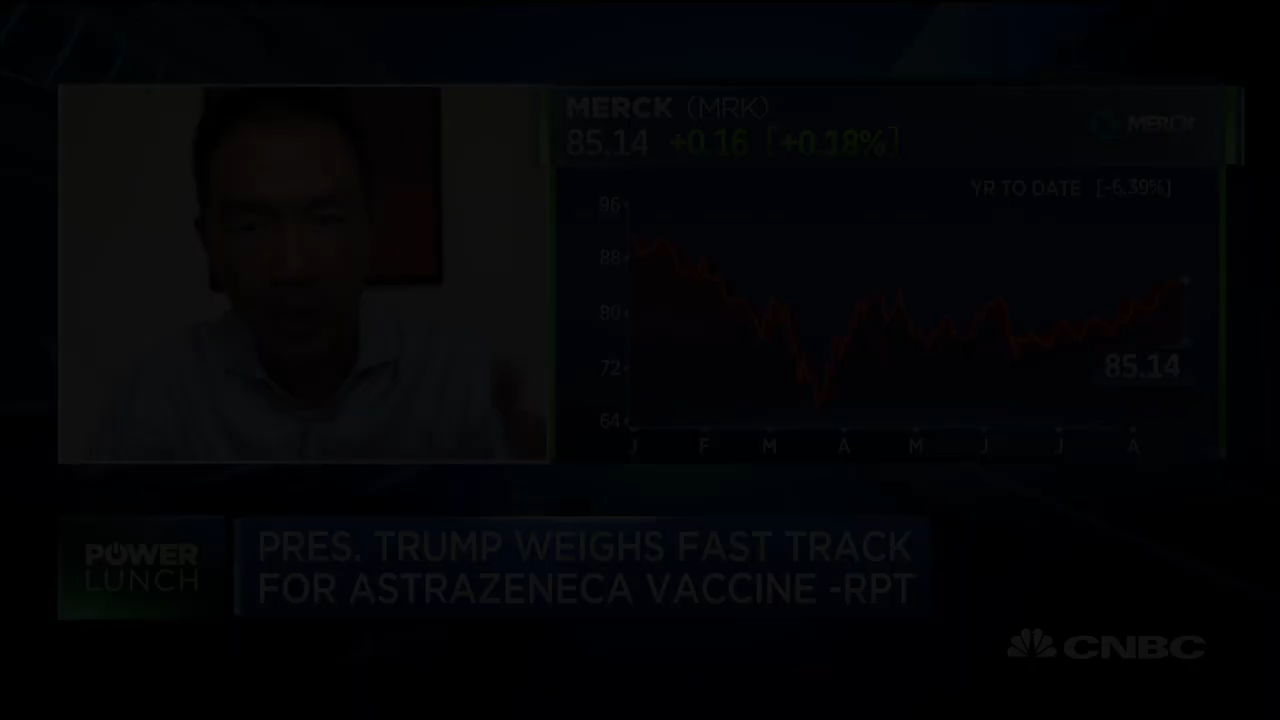 MERCK (MRK)
85.14 +0.16 [+0.18%]
MERCK
YR TO DATE [-6.39%]
96
88
80
72
64
85.14
J F M A M J J A
POWER
LUNCH
PRES. TRUMP WEIGHS FAST TRACK
FOR ASTRAZENECA VACCINE -RPT
CNBC